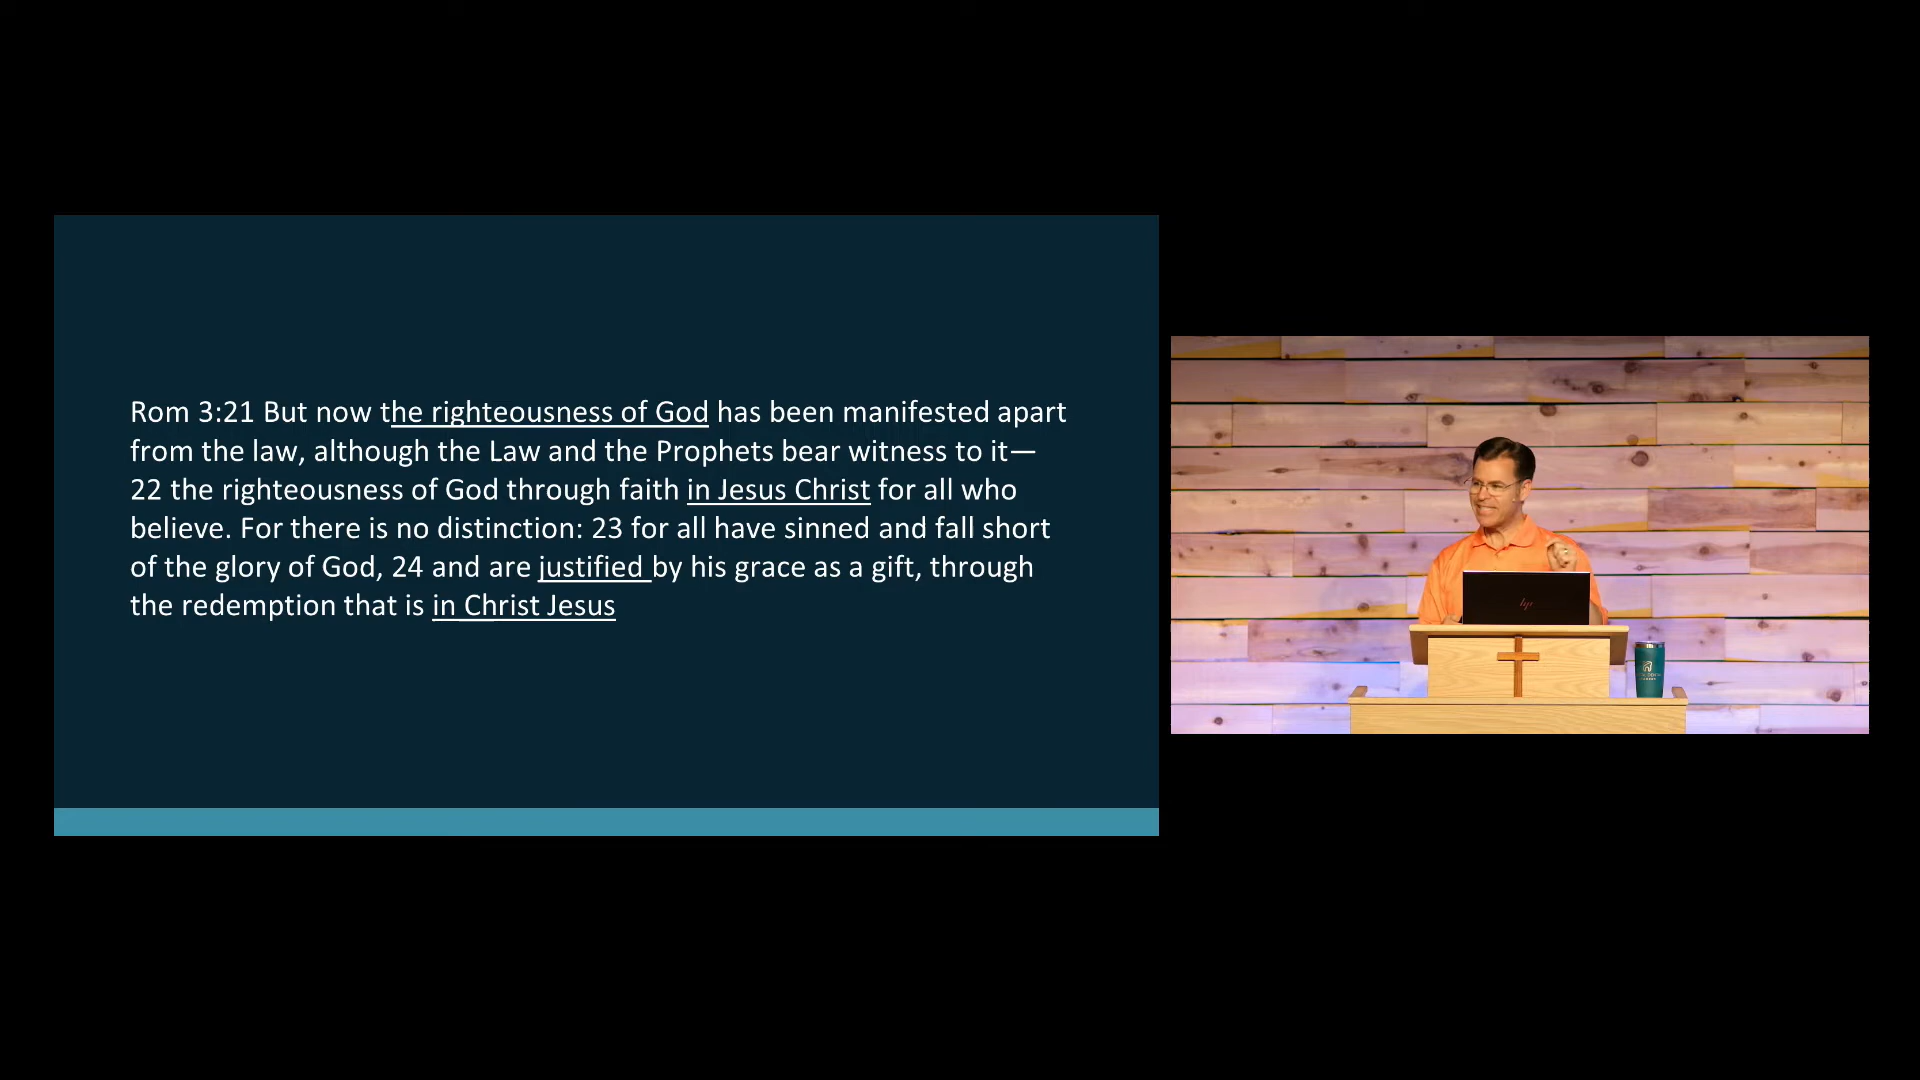 Rom 3:21 But now the righteousness of God has been manifested apart
from the law, although the Law and the Prophets bear witness to it—
22 the righteousness of God through faith in Jesus Christ for all who
believe. For there is no distinction: 23 for all have sinned and fall short
of the glory of God, 24 and are justified by his grace as a gift, through
the redemption that is in Christ Jesus
hp